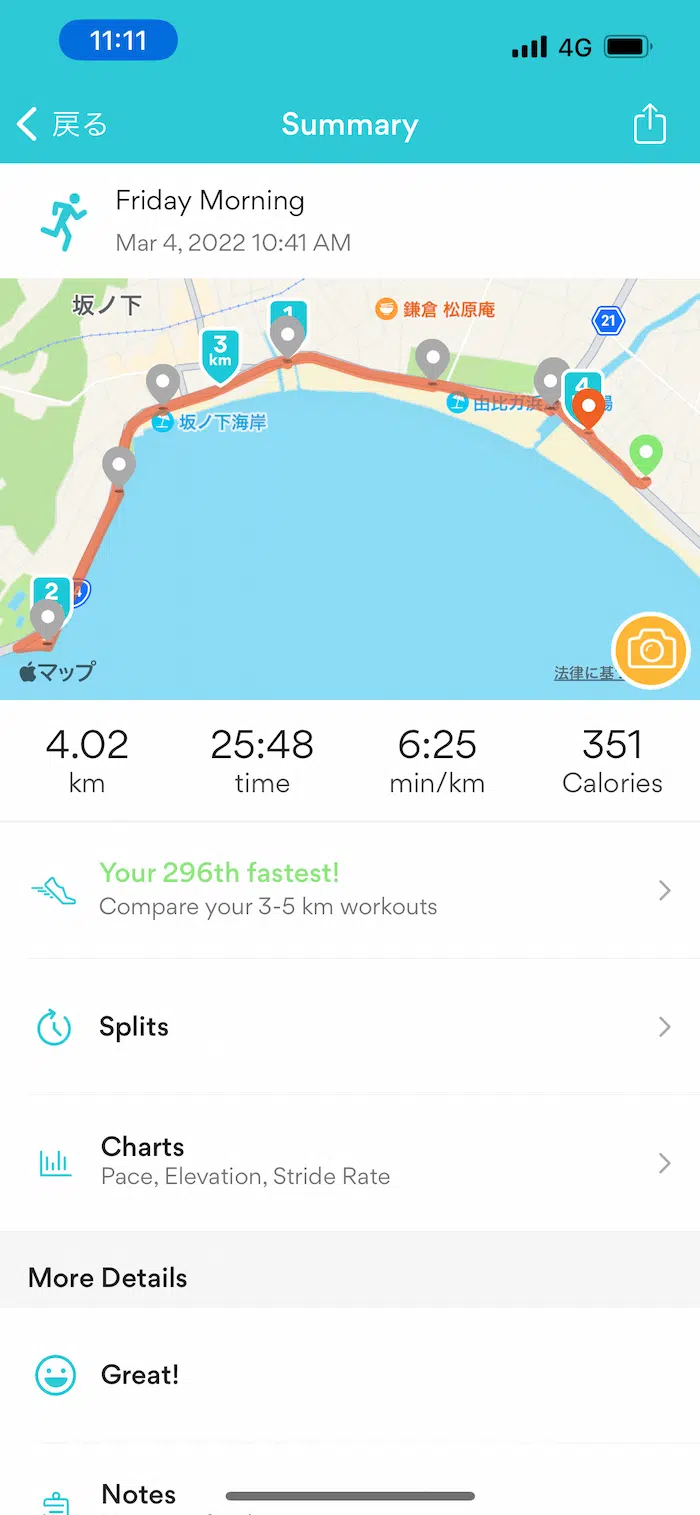 11:11
4G
戻る
Summary
Friday Morning
Mar 4, 2022 10:41 AM
坂ノ下
1
鎌倉 松原庵
21
3
km
4
由比ガ浜
坂ノ下海岸
2
4
マップ
法律に基
4.02
km
25:48
time
6:25
min/km
351
Calories
Your 296th fastest!
Compare your 3-5 km workouts
Splits
Charts
Pace, Elevation, Stride Rate
More Details
Great!
Notes